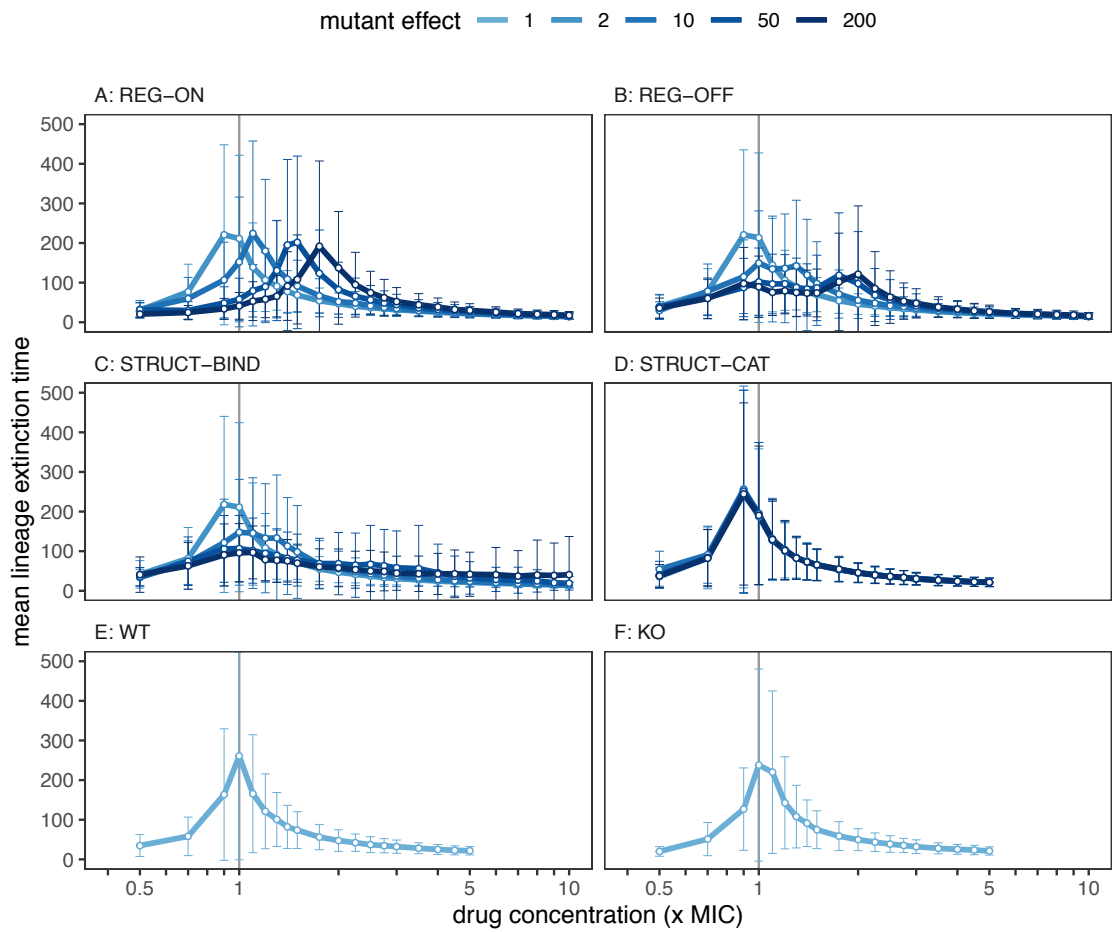 mutant effect 1 2 10 50 200
A: REG−ON
B: REG−OFF
500
400
300
200
100
0
C: STRUCT−BIND
D: STRUCT−CAT
500
400
300
200
100
0
E: WT
F: KO
500
400
300
200
100
0
0.5 1 5 10
0.5 1 5 10
mean lineage extinction time
drug concentration (x MIC)